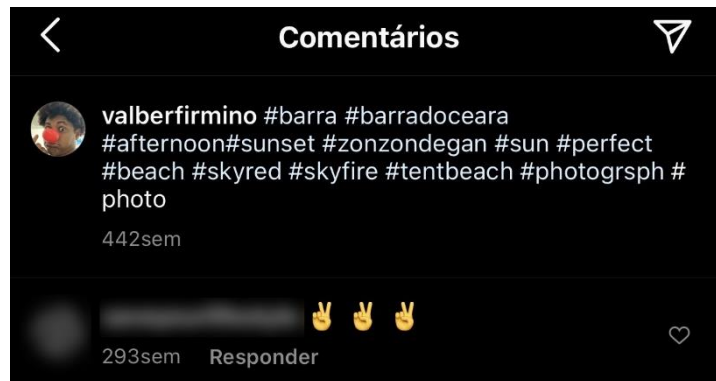 Comentários
valberfirmino #barra #barradoceara
#afternoon#sunset #zonzondegan #sun #perfect
#beach #skyred #skyfire #tentbeach #photogrsph #
photo
442sem
✌️ ✌️ ✌️
293sem Responder